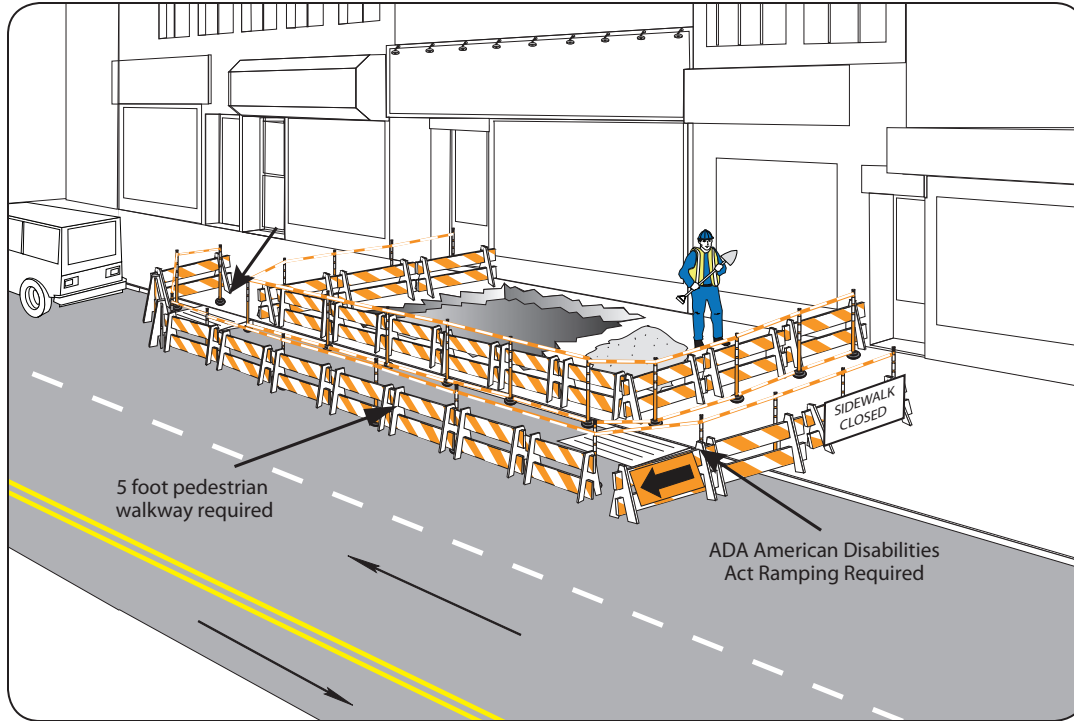 SIDEWALK
CLOSED
5 foot pedestrian
walkway required
ADA American Disabilities
Act Ramping Required